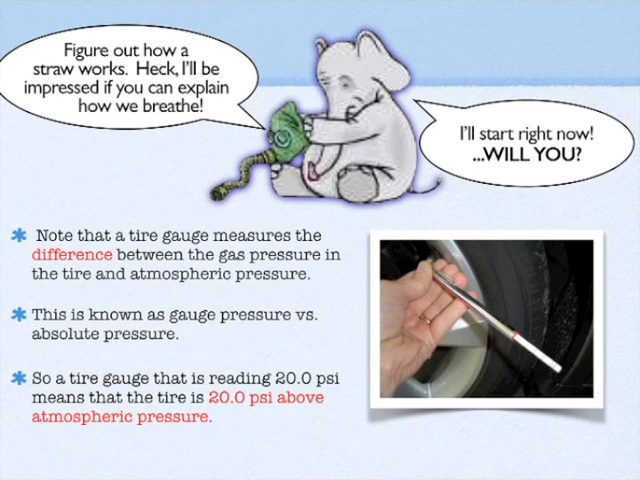 Figure out how a
straw works. Heck, I'll be
impressed if you can explain
how we breathe!
I'll start right now!
...WILL YOU?
Note that a tire gauge measures the
difference between the gas pressure in
the tire and atmospheric pressure.
This is known as gauge pressure vs.
absolute pressure.
So a tire gauge that is reading 20.0 psi
means that the tire is 20.0 psi above
atmospheric pressure.